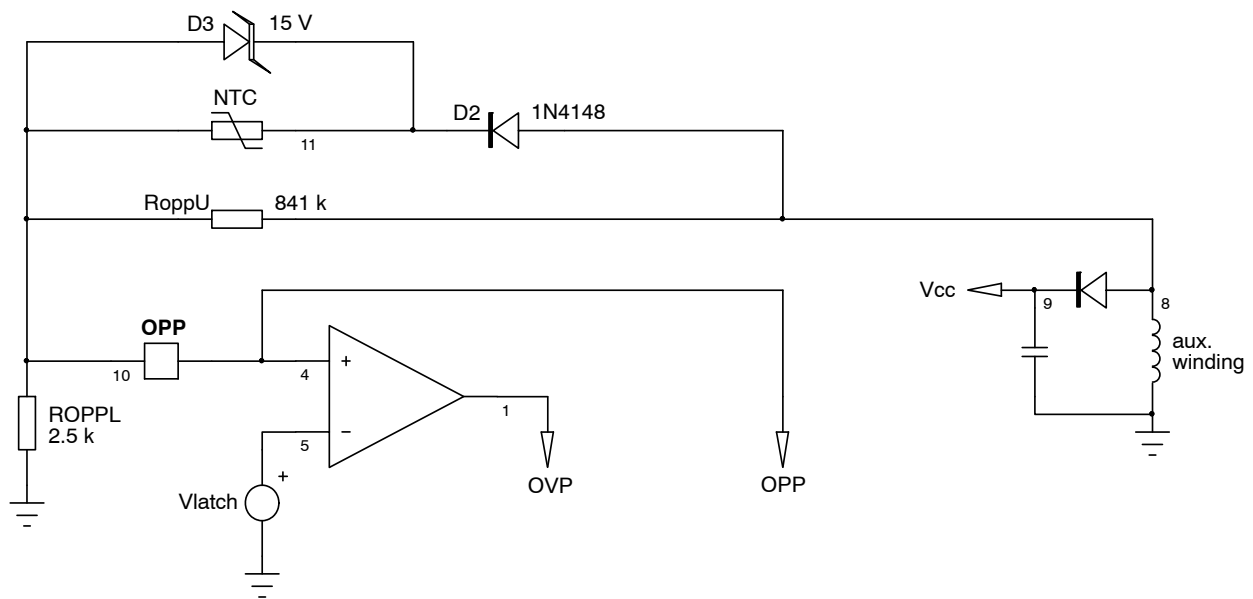 D3 15 V
NTC
11
D2 1N4148
RoppU 841 k
Vcc
9
8
aux.
winding
OPP
10
4
+
ROPPL
2.5 k
5
−
1
+
Vlatch
OVP
OPP